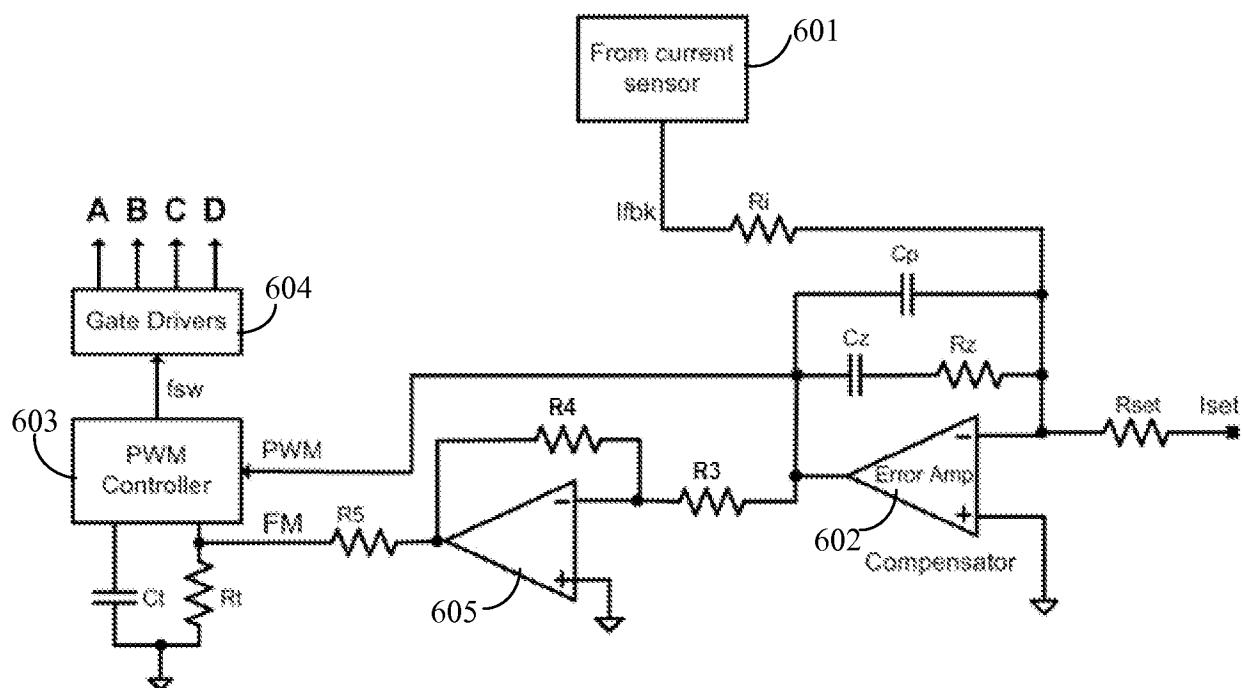 601
From current
sensor
Ifbk
Ri
A B C D
604
Gate Drivers
Cp
Cz
Rz
fsw
603
PWM
Controller
PWM
R4
R3
Rset
Iset
Error Amp
602
Compensator
FM
R5
605
Ct
Rt